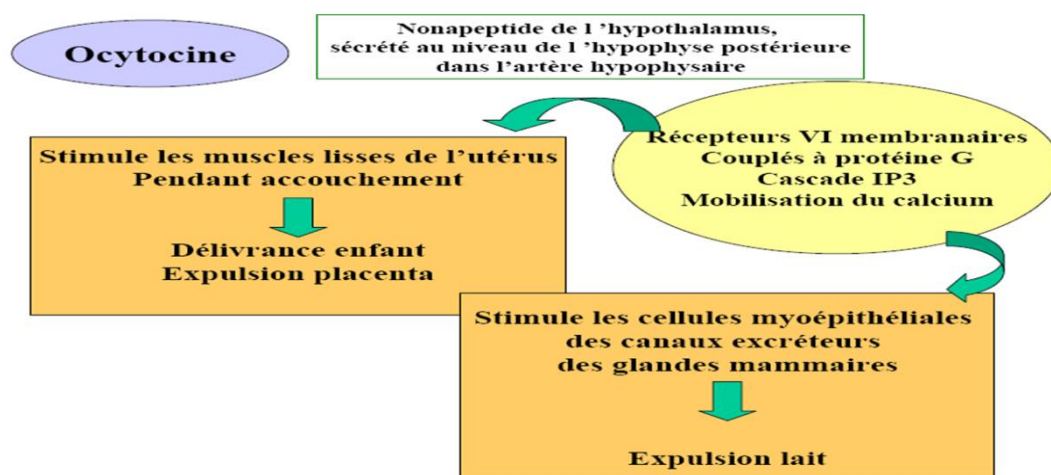 Ocytocine
Nonapeptide de l ’hypothalamus,
sécrété au niveau de l ’hypophyse postérieure
dans l’artère hypophysaire
Récepteurs VI membranaires
Couplés à protéine G
Cascade IP3
Mobilisation du calcium
Stimule les muscles lisses de l’utérus
Pendant accouchement
Délivrance enfant
Expulsion placenta
Stimule les cellules myoépithéliales
des canaux excréteurs
des glandes mammaires
Expulsion lait